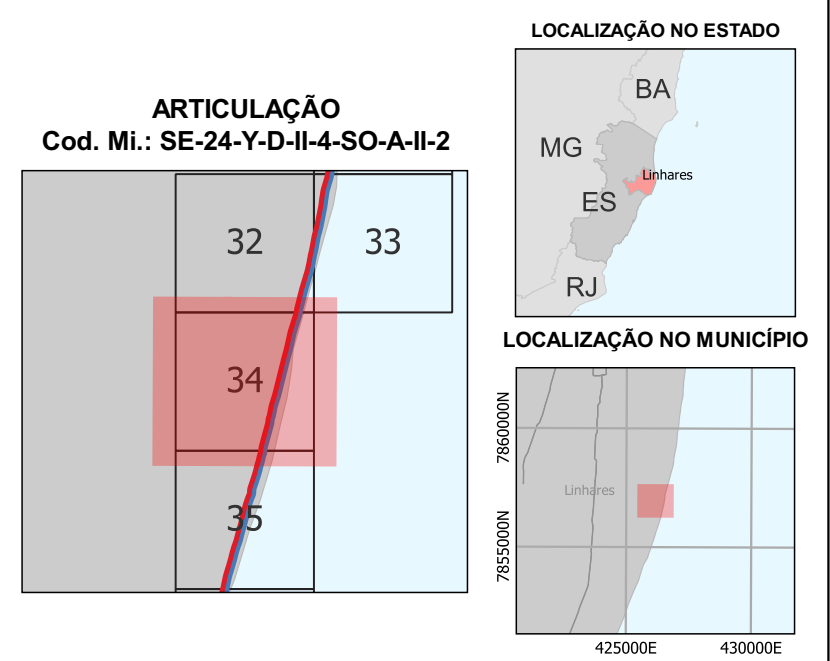 ARTICULAÇÃO
Cod. Mi.: SE-24-Y-D-II-4-SO-A-II-2
32
33
34
35
LOCALIZAÇÃO NO ESTADO
BA
MG
Linhares
ES
RJ
LOCALIZAÇÃO NO MUNICÍPIO
7860000N
Linhares
7855000N
425000E
430000E